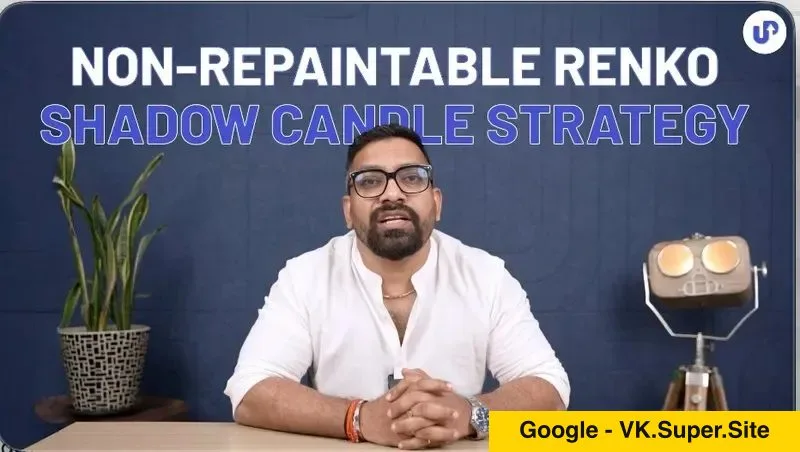 NON-REPAINTABLE RENKO
SHADOW CANDLE STRATEGY
U
Google - VK.Super.Site